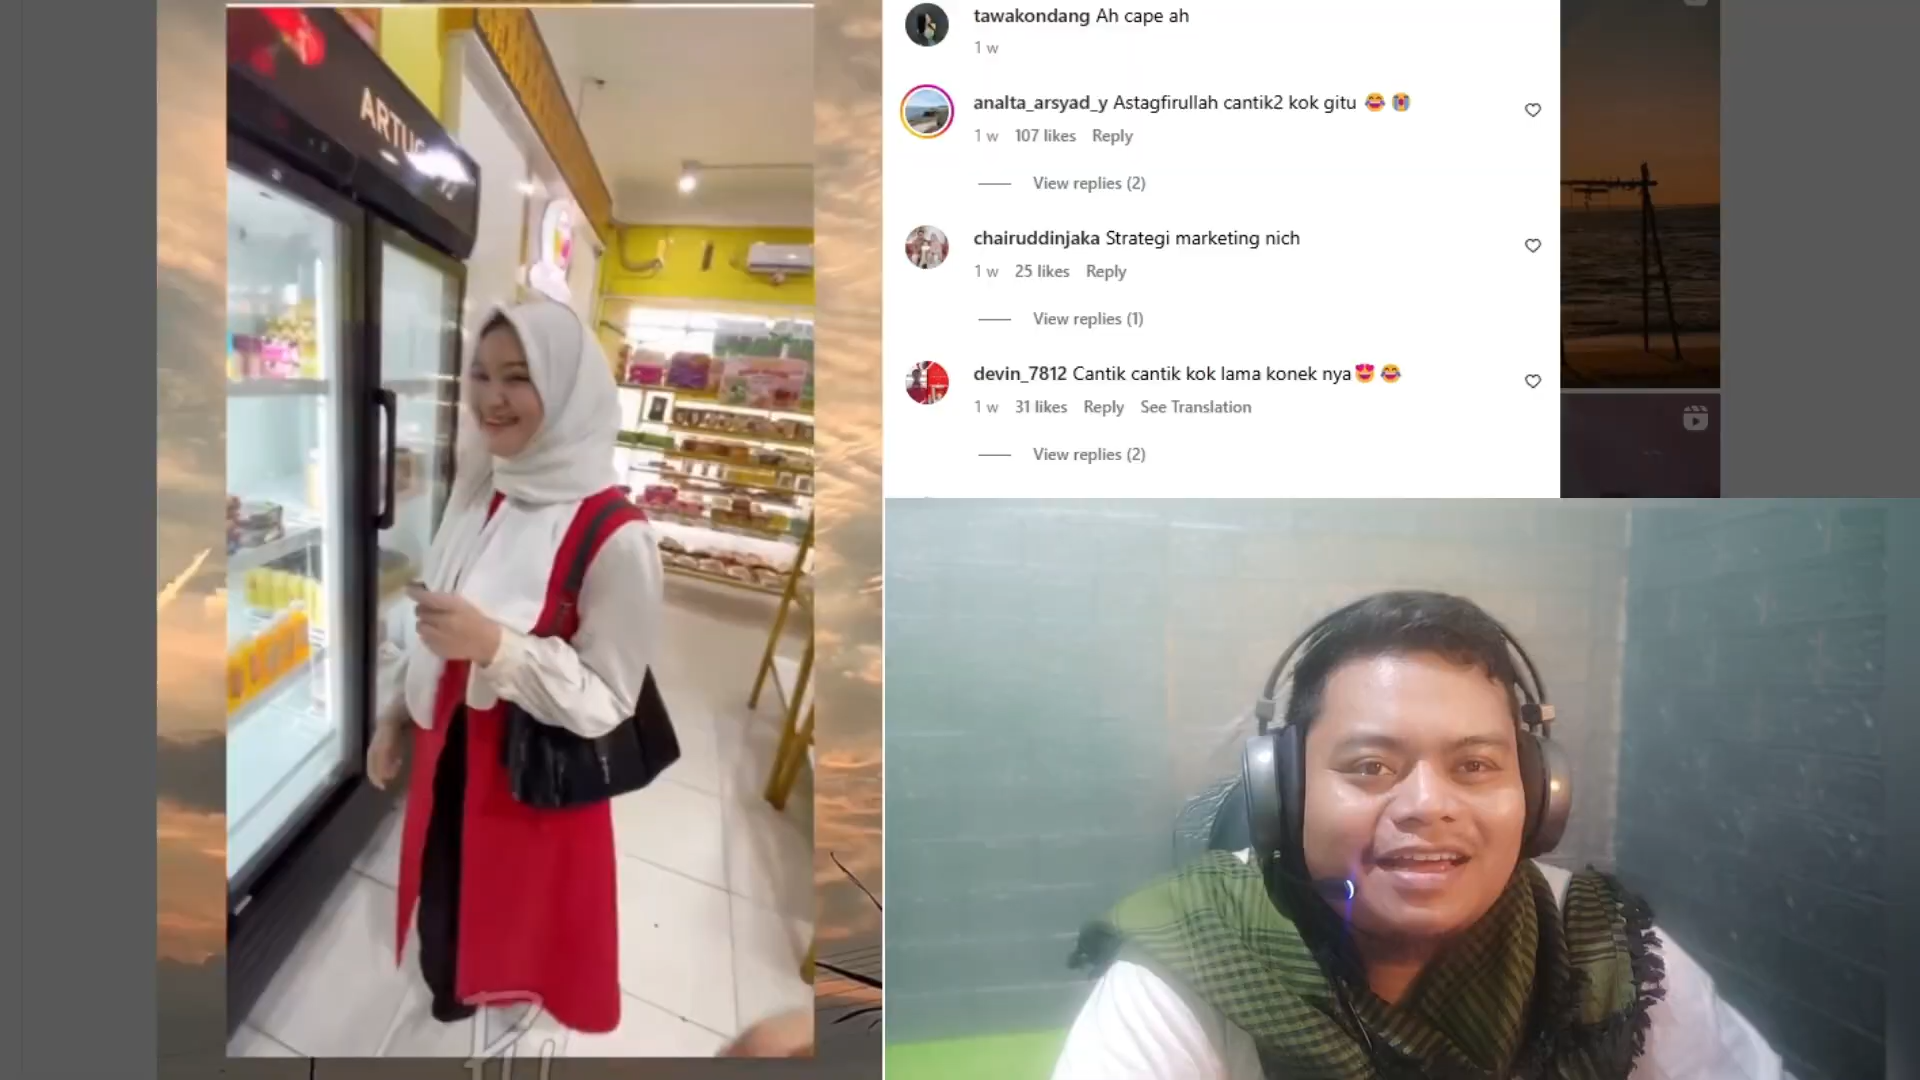 ARTUG
tawakondang Ah cape ah
1 w
analta_arsyad_y Astagfirullah cantik2 kok gitu 😂 😭
1 w 107 likes Reply
View replies (2)
chairuddinjaka Strategi marketing nich
1 w 25 likes Reply
View replies (1)
devin_7812 Cantik cantik kok lama konek nya😍 😂
1 w 31 likes Reply See Translation
View replies (2)